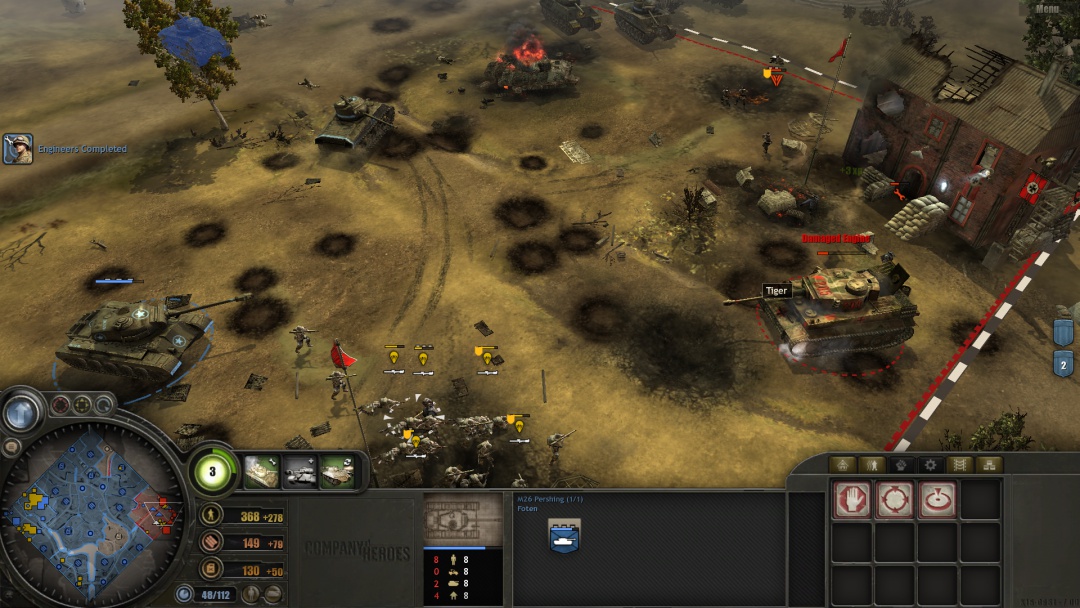 Menu
Engineers Completed
Damaged Engine
Tiger
2
3
368 +278
149 +79
130 +50
48/112
COMPANY OF HEROES
8 8
0 8
2 8
4 8
M26 Pershing (1/1)
Foten